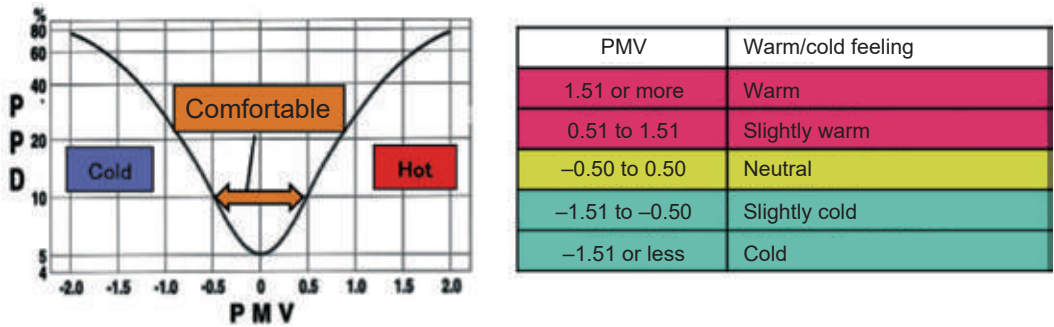 %
80
60
40
20
10
5
4
PPD
Comfortable
Cold
Hot
-2.0 -1.5 -1.0 -0.5 0 0.5 1.0 1.5 2.0
PMV
PMV Warm/cold feeling
1.51 or more Warm
0.51 to 1.51 Slightly warm
–0.50 to 0.50 Neutral
–1.51 to –0.50 Slightly cold
–1.51 or less Cold